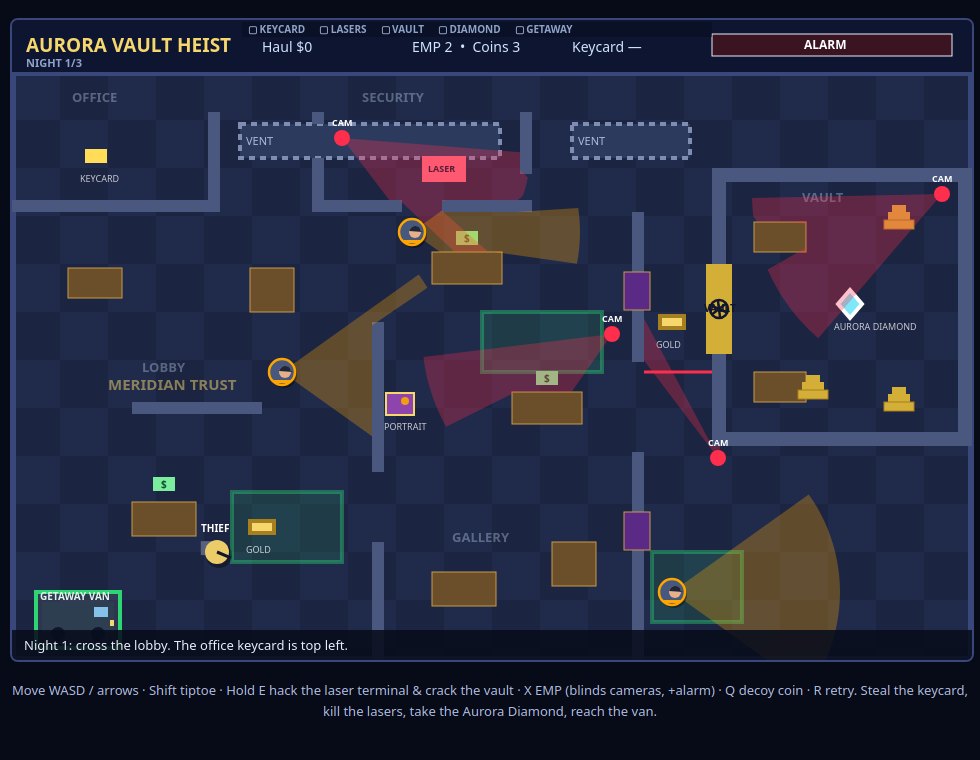 AURORA VAULT HEIST
NIGHT 1/3
▢ KEYCARD ▢ LASERS ▢ VAULT ▢ DIAMOND ▢ GETAWAY
Haul $0
EMP 2 • Coins 3
Keycard —
ALARM
OFFICE
SECURITY
CAM
VENT
VENT
LASER
KEYCARD
CAM
VAULT
$
CAM
GOLD
AURORA DIAMOND
LOBBY
MERIDIAN TRUST
$
PORTRAIT
CAM
$
THIEF
GOLD
GALLERY
GETAWAY VAN
Night 1: cross the lobby. The office keycard is top left.
Move WASD / arrows · Shift tiptoe · Hold E hack the laser terminal & crack the vault · X EMP (blinds cameras, +alarm) · Q decoy coin · R retry. Steal the keycard,
kill the lasers, take the Aurora Diamond, reach the van.